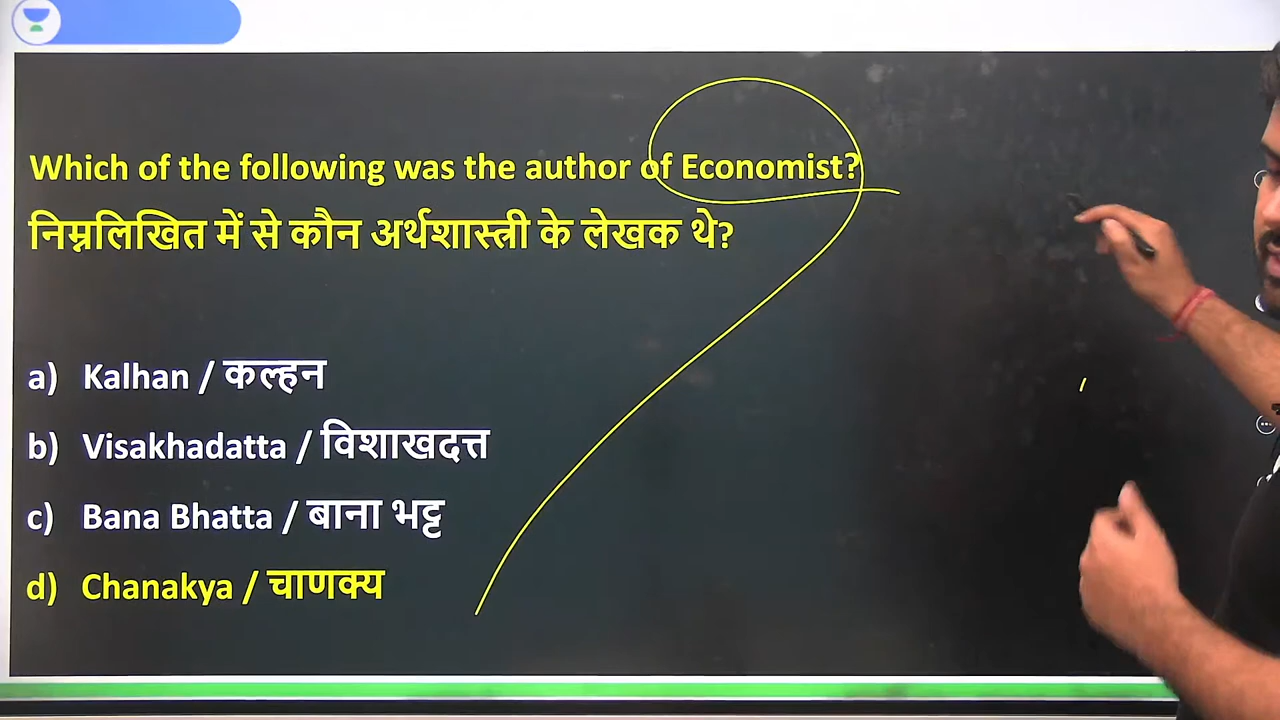 Which of the following was the author of Economist?
निम्नलिखित में से कौन अर्थशास्त्री के लेखक थे?
a) Kalhan / कल्हन
b) Visakhadatta / विशाखदत्त
c) Bana Bhatta / बाना भट्ट
d) Chanakya / चाणक्य